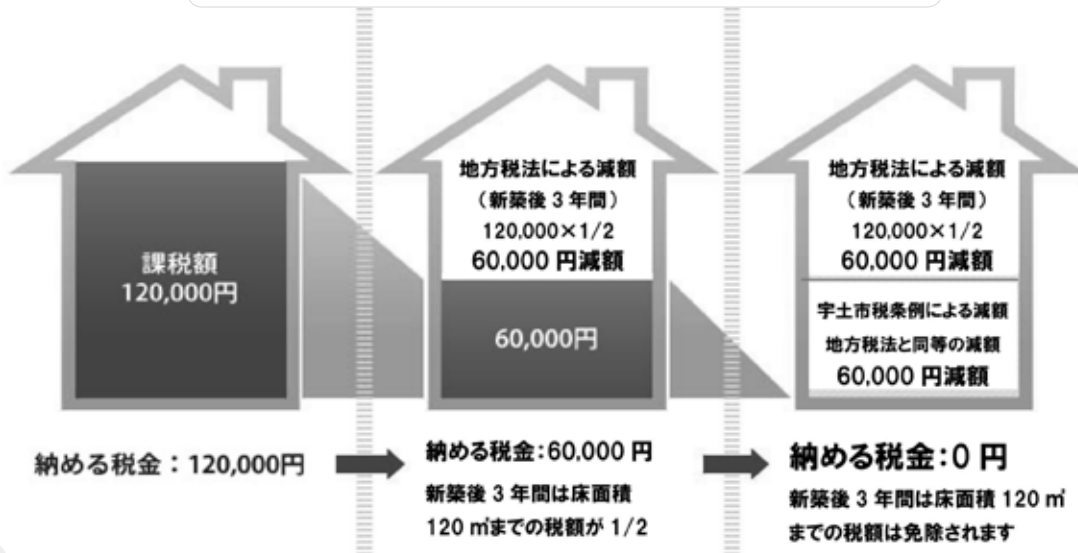 課税額
120,000円
納める税金：120,000円
地方税法による減額
（新築後 3 年間）
120,000×1/2
60,000 円減額
60,000円
納める税金：60,000 円
新築後 3 年間は床面積
120 ㎡までの税額が 1/2
地方税法による減額
（新築後 3 年間）
120,000×1/2
60,000 円減額
宇土市税条例による減額
地方税法と同等の減額
60,000 円減額
納める税金：0 円
新築後 3 年間は床面積 120 ㎡
までの税額は免除されます